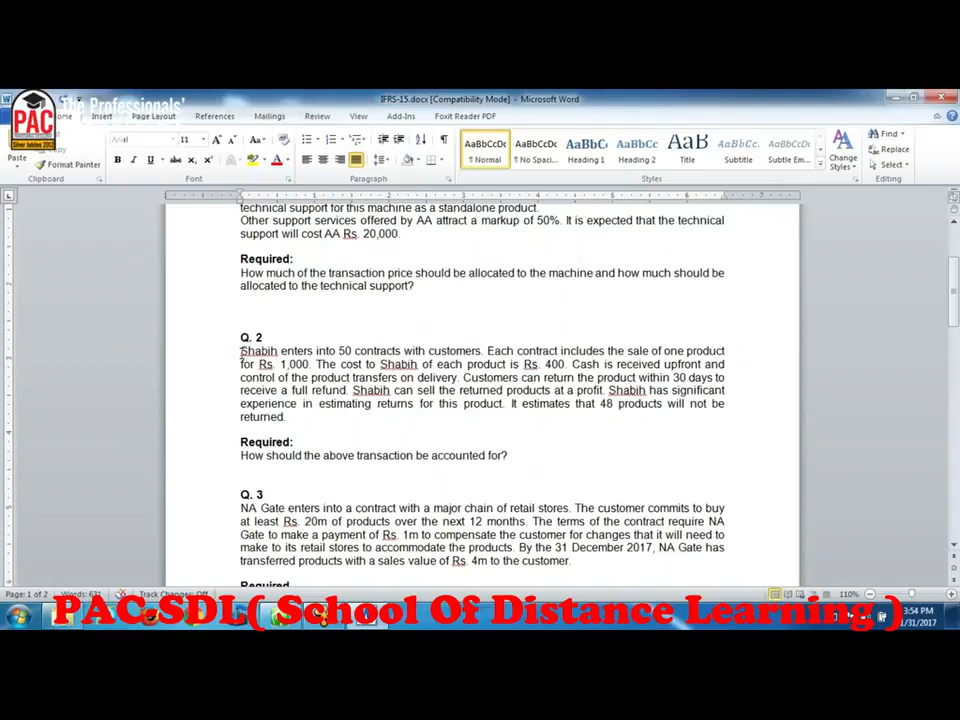 IFRS-15.docx [Compatibility Mode] - Microsoft Word
The Professionals'
PAC
Silver Jubilee 2012
Insert Page Layout References Mailings Review View Add-Ins Foxit Reader PDF
Paste
Copy
Format Painter
Clipboard
Arial 11
Font
Paragraph
AaBbCcDc AaBbCcDc AaBbC AaBbCc AaB AaBbCc. AaBbCcDc
¶ Normal ¶ No Spaci... Heading 1 Heading 2 Title Subtitle Subtle Em...
Styles
Change Styles
Find
Replace
Select
Editing
technical support for this machine as a standalone product.
Other support services offered by AA attract a markup of 50%. It is expected that the technical
support will cost AA Rs. 20,000.
Required:
How much of the transaction price should be allocated to the machine and how much should be
allocated to the technical support?
Q. 2
Shabih enters into 50 contracts with customers. Each contract includes the sale of one product
for Rs. 1,000. The cost to Shabih of each product is Rs. 400. Cash is received upfront and
control of the product transfers on delivery. Customers can return the product within 30 days to
receive a full refund. Shabih can sell the returned products at a profit. Shabih has significant
experience in estimating returns for this product. It estimates that 48 products will not be
returned.
Required:
How should the above transaction be accounted for?
Q. 3
NA Gate enters into a contract with a major chain of retail stores. The customer commits to buy
at least Rs. 20m of products over the next 12 months. The terms of the contract require NA
Gate to make a payment of Rs. 1m to compensate the customer for changes that it will need to
make to its retail stores to accommodate the products. By the 31 December 2017, NA Gate has
transferred products with a sales value of Rs. 4m to the customer.
Required
Page: 1 of 2 Words: 631 Track Changes: Off 110%
PAC-SDL( School Of Distance Learning )
3:54 PM
1/31/2017